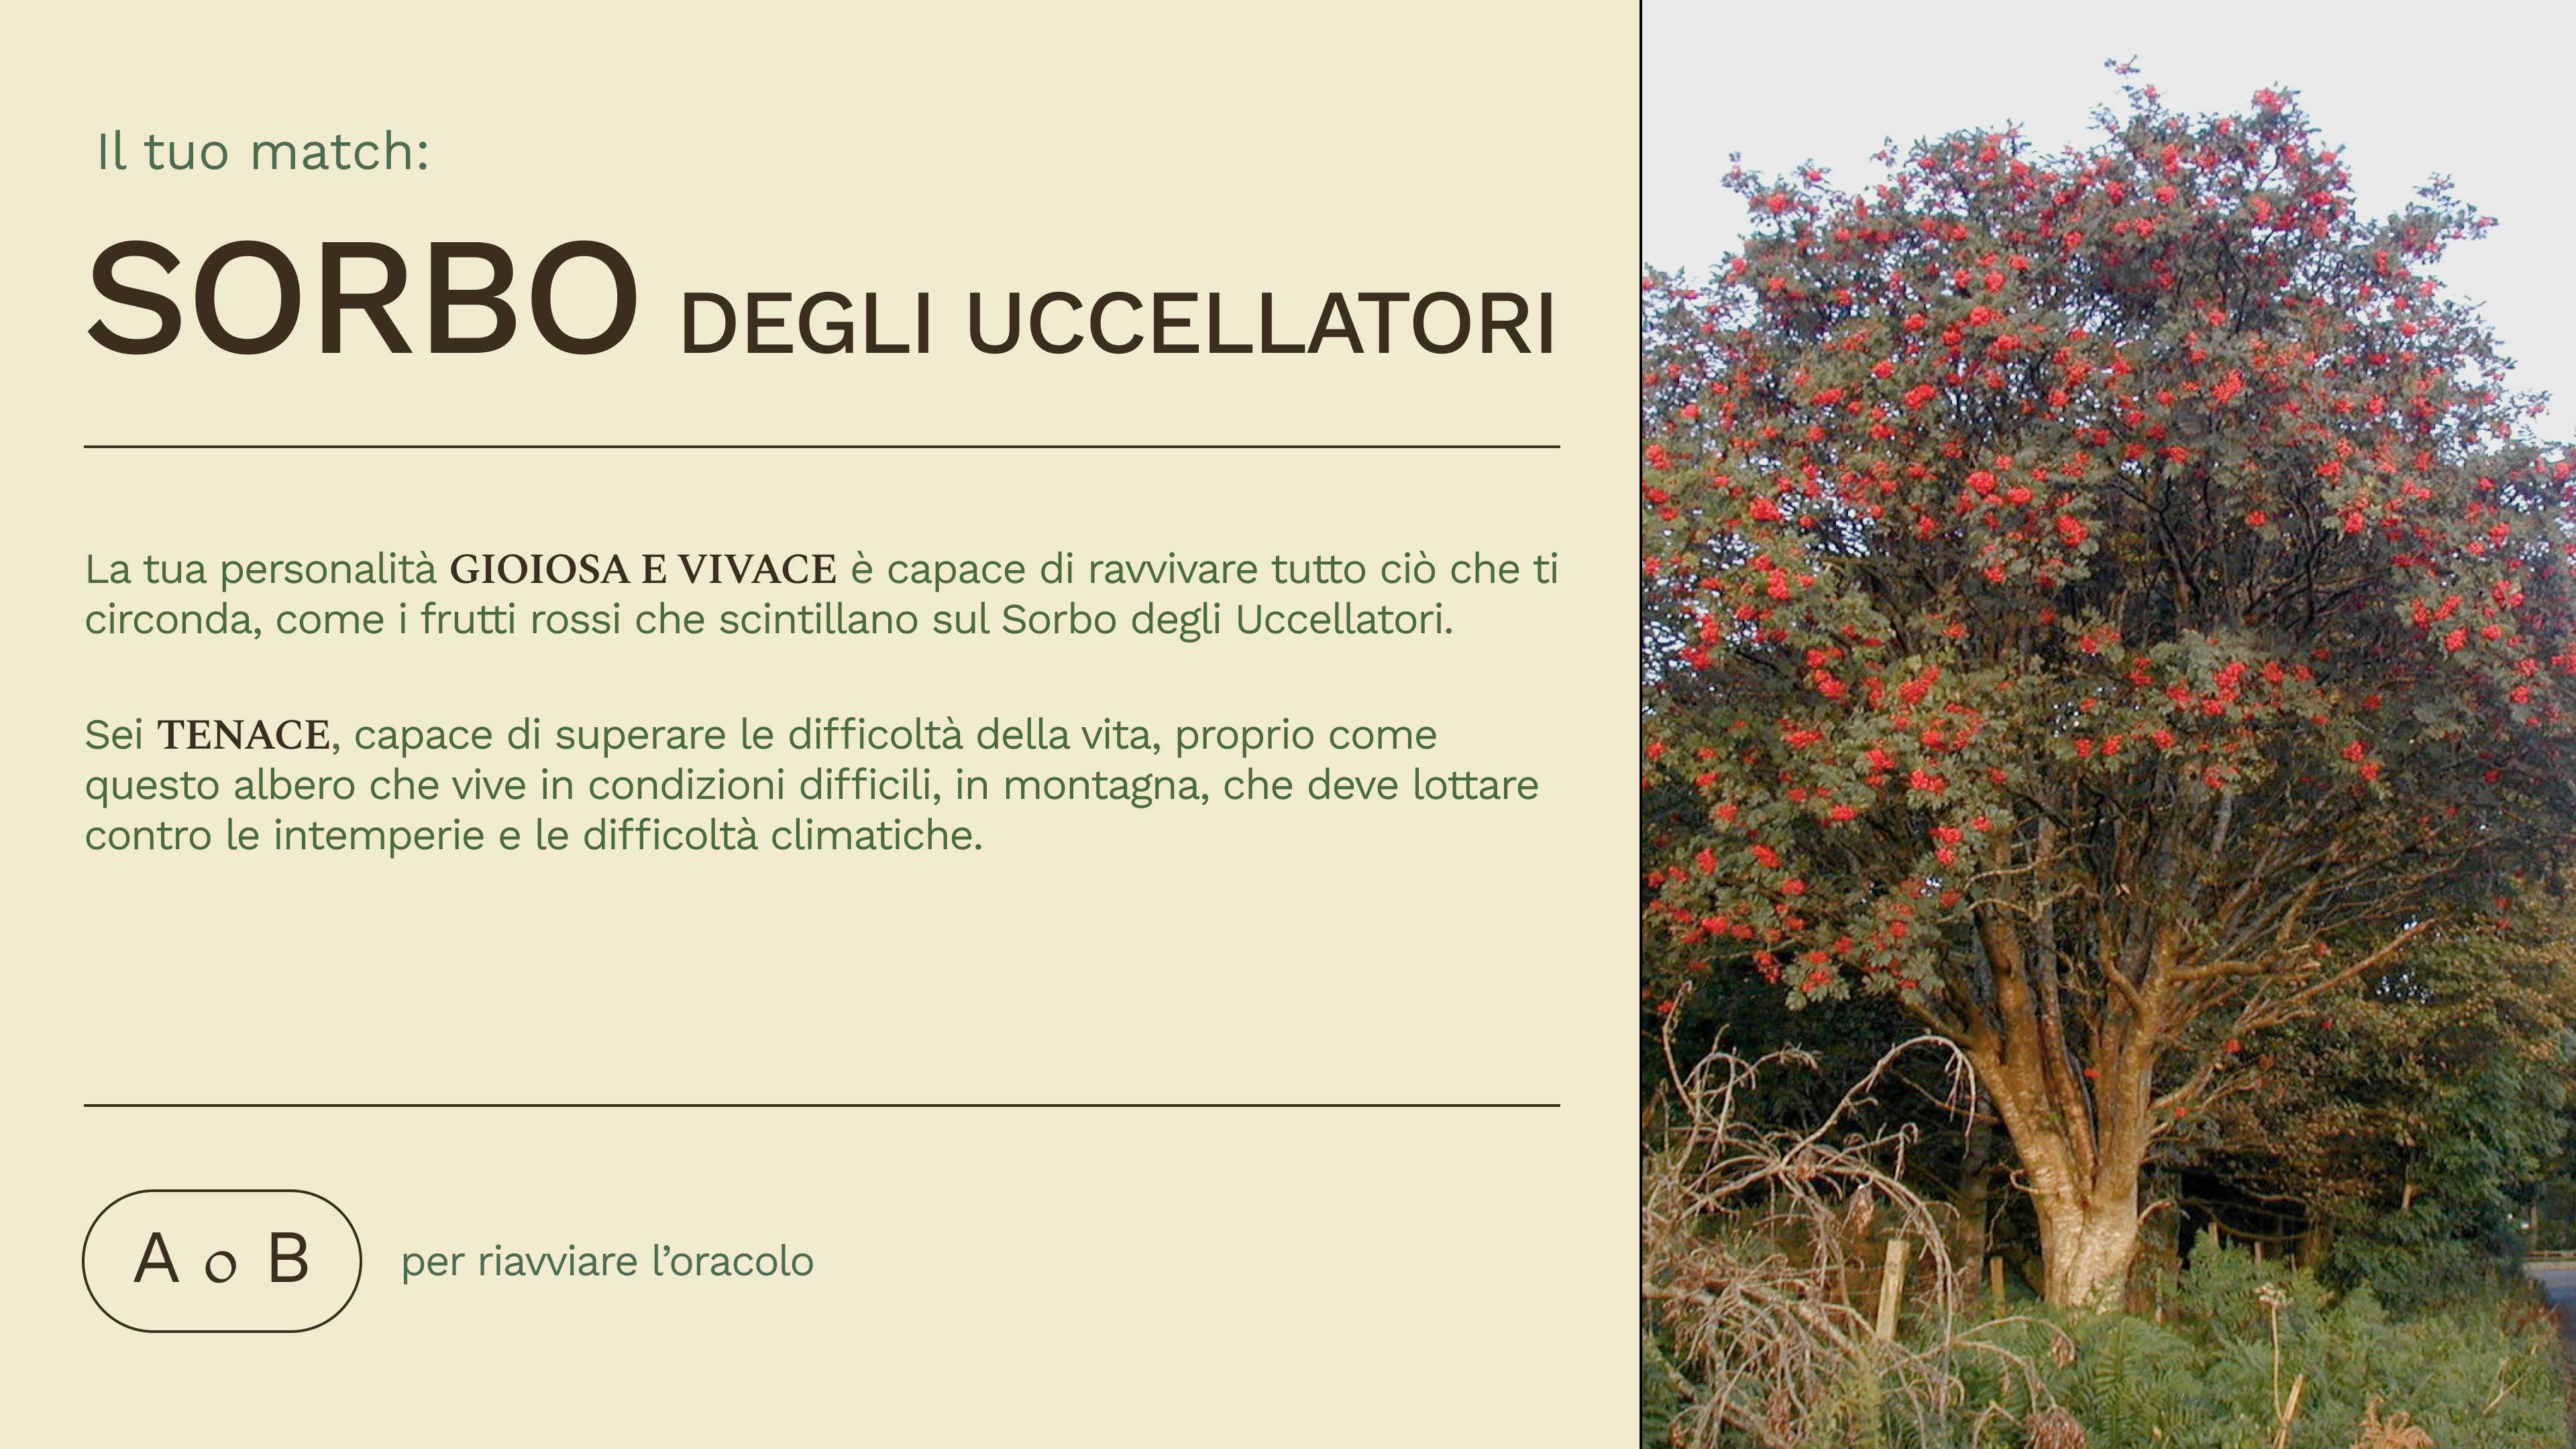 Il tuo match:
SORBO DEGLI UCCELLATORI
La tua personalità GIOIOSA E VIVACE è capace di ravvivare tutto ciò che ti
circonda, come i frutti rossi che scintillano sul Sorbo degli Uccellatori.
Sei TENACE, capace di superare le difficoltà della vita, proprio come
questo albero che vive in condizioni difficili, in montagna, che deve lottare
contro le intemperie e le difficoltà climatiche.
A o B per riavviare l’oracolo